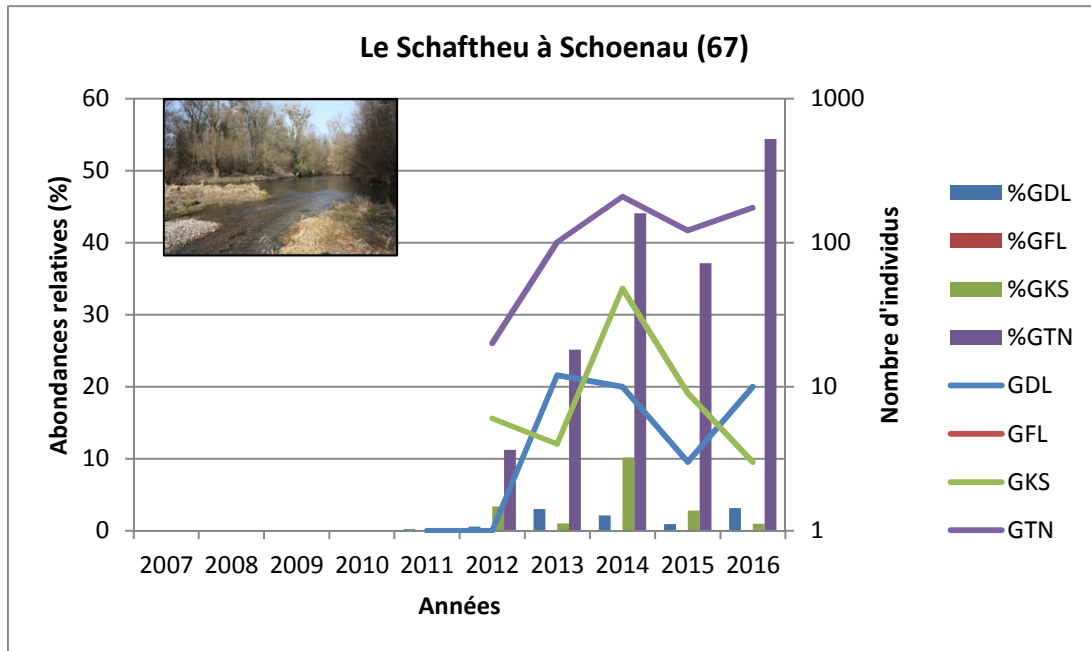 Le Schaftheu à Schoenau (67)
60
50
40
30
20
10
0
Abondances relatives (%)
1000
100
10
1
Nombre d'individus
2007 2008 2009 2010 2011 2012 2013 2014 2015 2016
Années
%GDL
%GFL
%GKS
%GTN
GDL
GFL
GKS
GTN